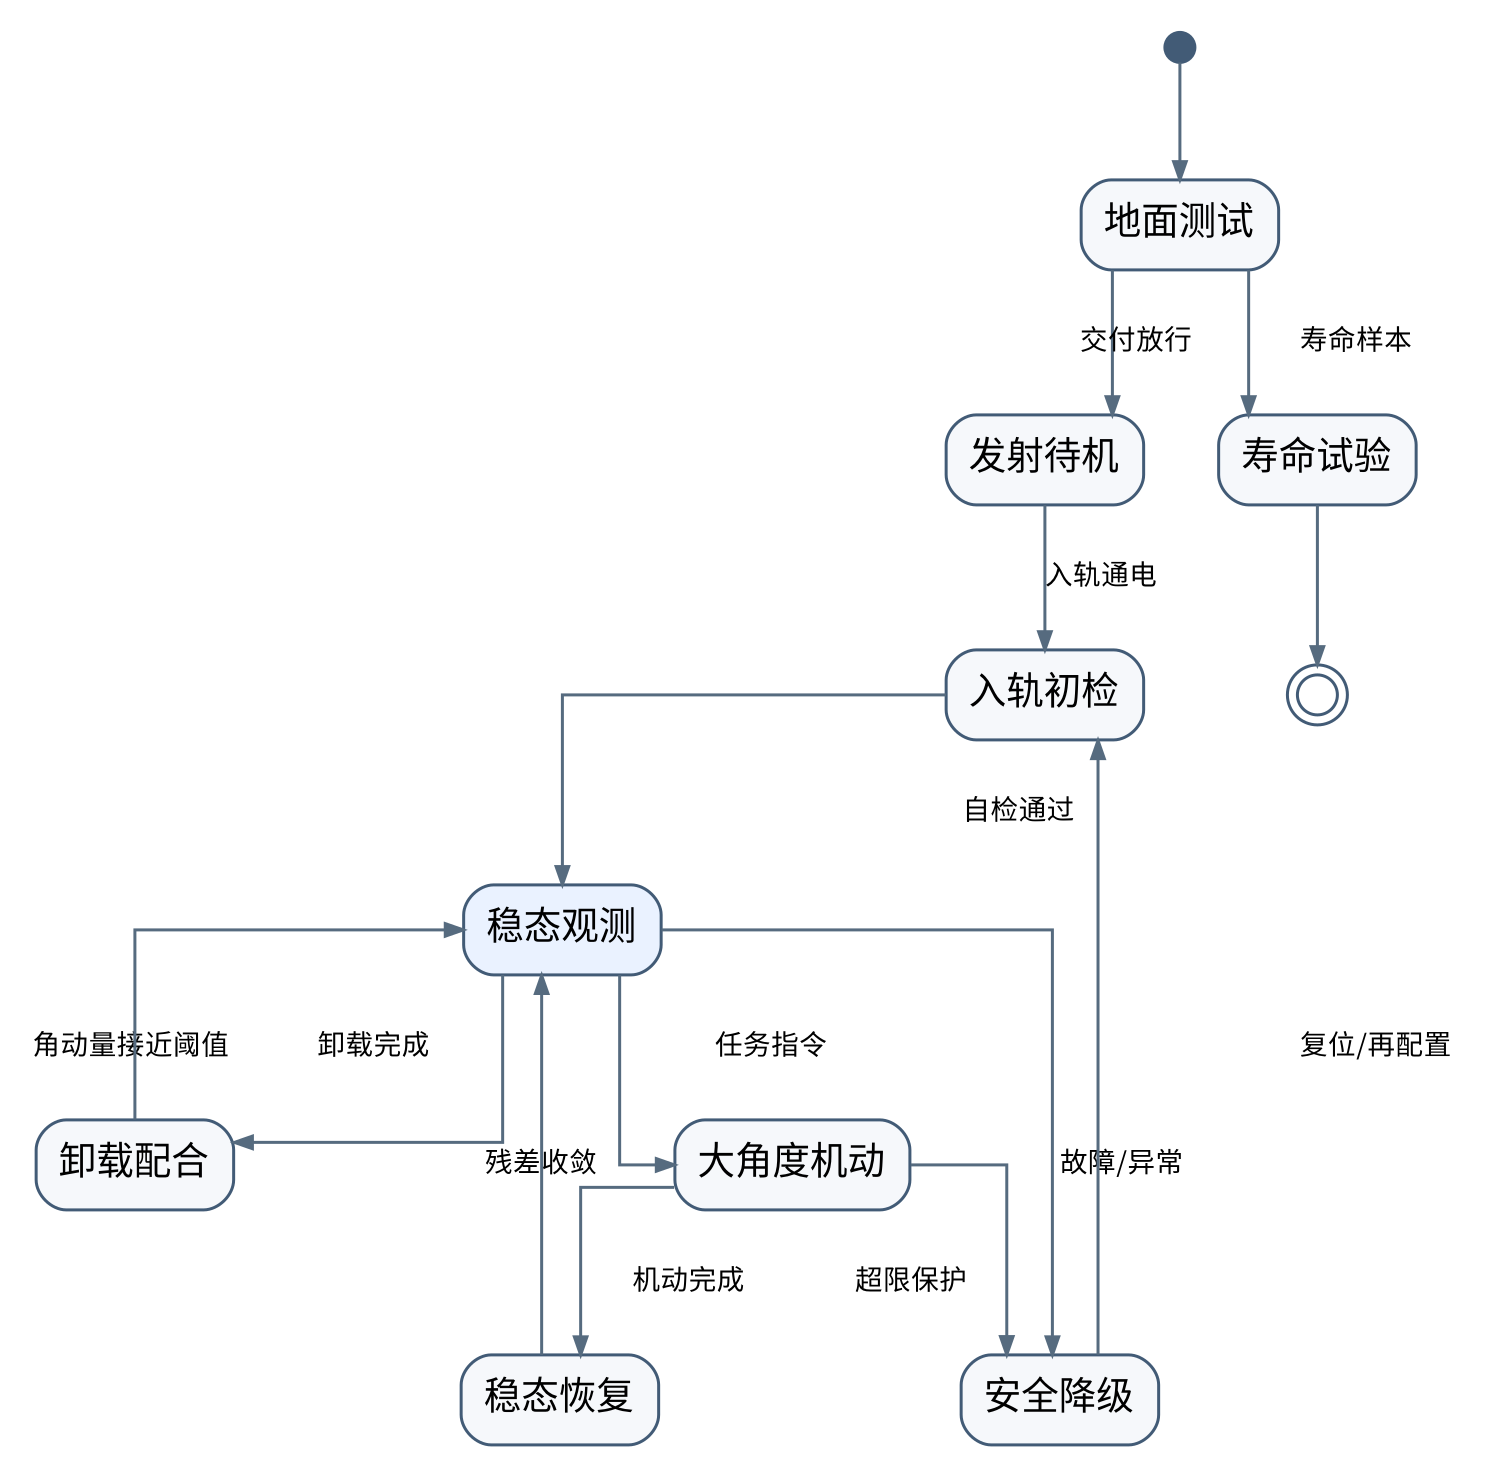 地面测试
交付放行
寿命样本
发射待机
寿命试验
入轨通电
入轨初检
自检通过
稳态观测
角动量接近阈值
卸载完成
任务指令
复位/再配置
卸载配合
残差收敛
大角度机动
故障/异常
机动完成
超限保护
稳态恢复
安全降级